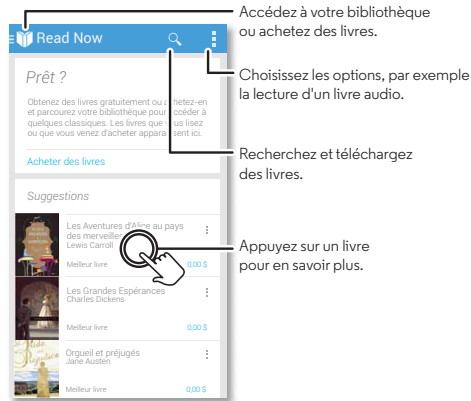 Read Now
Prêt ?
Obtenez des livres gratuitement ou achetez-en
et parcourez votre bibliothèque pour accéder à
quelques classiques. Les livres que vous lisez
ou que vous venez d'acheter apparaissent ici.
Acheter des livres
Suggestions
Les Aventures d'Alice au pays
des merveilles
Lewis Carroll
Meilleur livre 0,00 $
Les Grandes Espérances
Charles Dickens
Meilleur livre 0,00 $
Orgueil et préjugés
Jane Austen
Meilleur livre 0,00 $
Accédez à votre bibliothèque
ou achetez des livres.
Choisissez les options, par exemple
la lecture d'un livre audio.
Recherchez et téléchargez
des livres.
Appuyez sur un livre
pour en savoir plus.